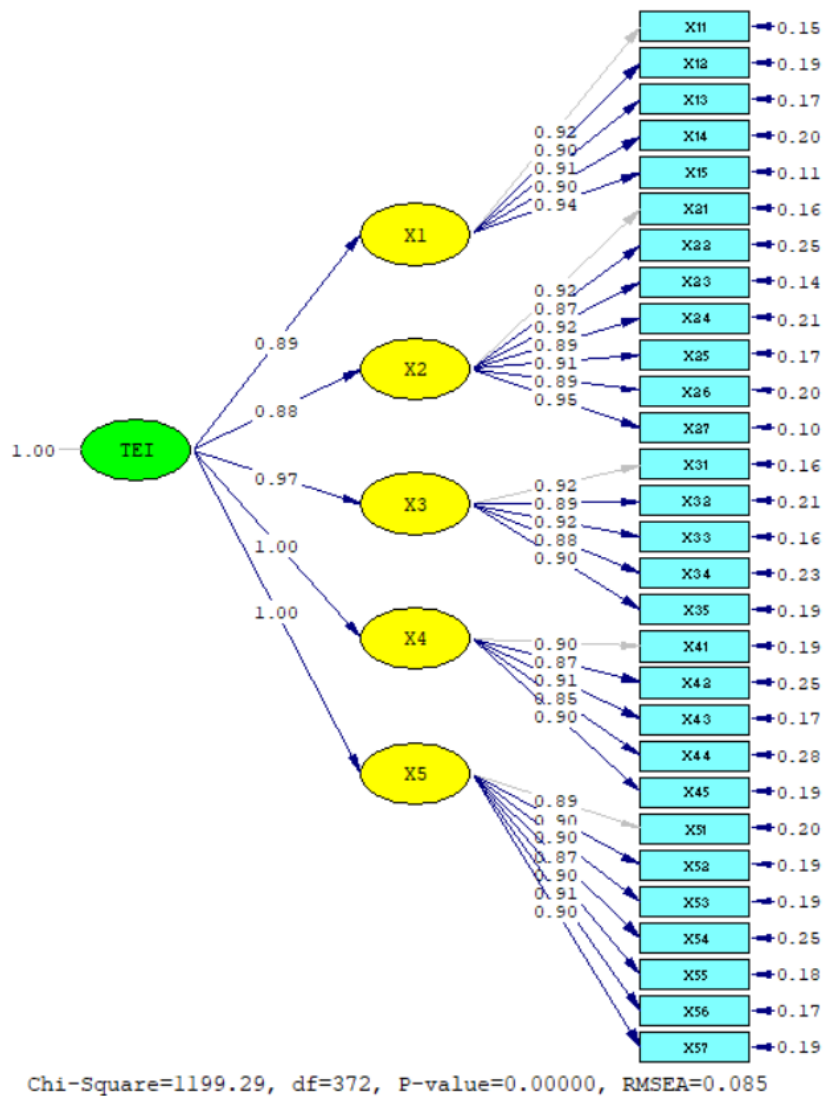 X11 0.15
X12 0.19
X13 0.17
X14 0.20
X15 0.11
0.92
0.90
0.91
0.90
0.94
X1
X21 0.16
X22 0.25
X23 0.14
X24 0.21
X25 0.17
X26 0.20
X27 0.10
0.92
0.87
0.92
0.89
0.91
0.89
0.95
X2
0.89
0.88
1.00 TEI
0.97
1.00
1.00
X31 0.16
X32 0.21
X33 0.16
X34 0.23
X35 0.19
0.92
0.89
0.92
0.88
0.90
X3
X41 0.19
X42 0.25
X43 0.17
X44 0.28
X45 0.19
0.90
0.87
0.91
0.85
0.90
X4
X51 0.20
X52 0.19
X53 0.19
X54 0.25
X55 0.18
X56 0.17
X57 0.19
0.89
0.90
0.90
0.87
0.90
0.91
0.90
X5
Chi-Square=1199.29, df=372, P-value=0.00000, RMSEA=0.085